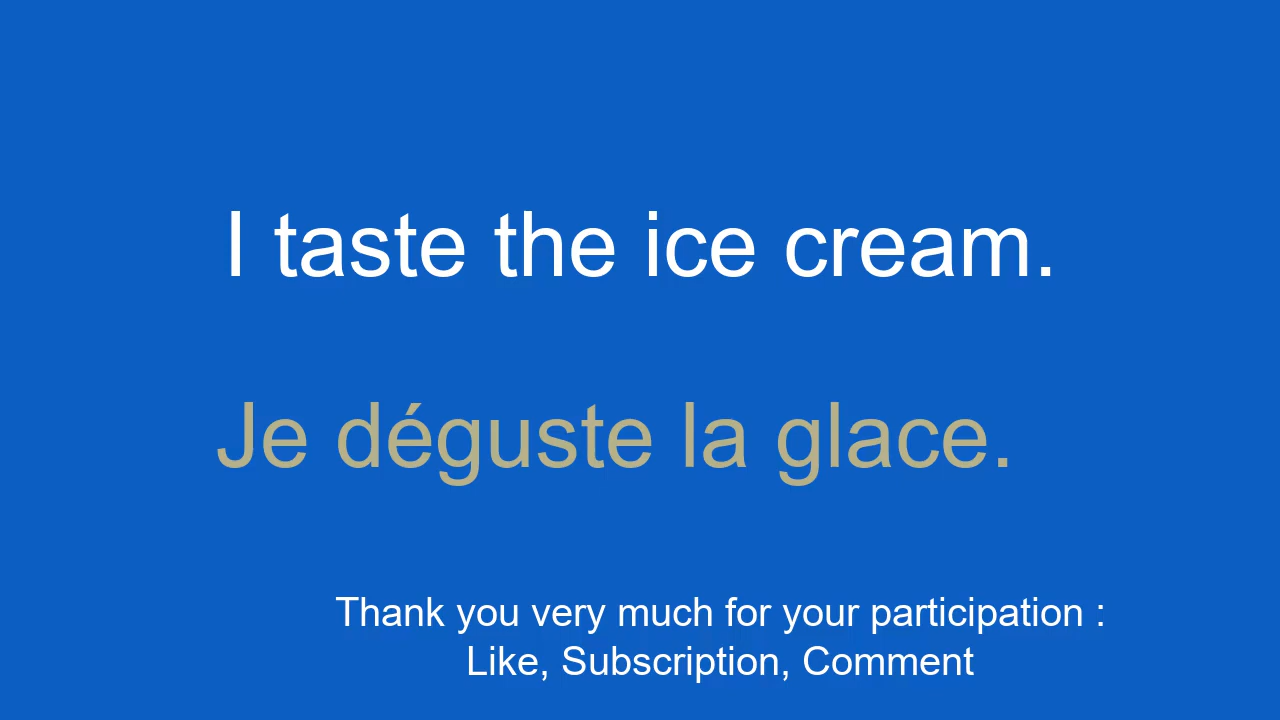 I taste the ice cream.
Je déguste la glace.
Thank you very much for your participation :
Like, Subscription, Comment